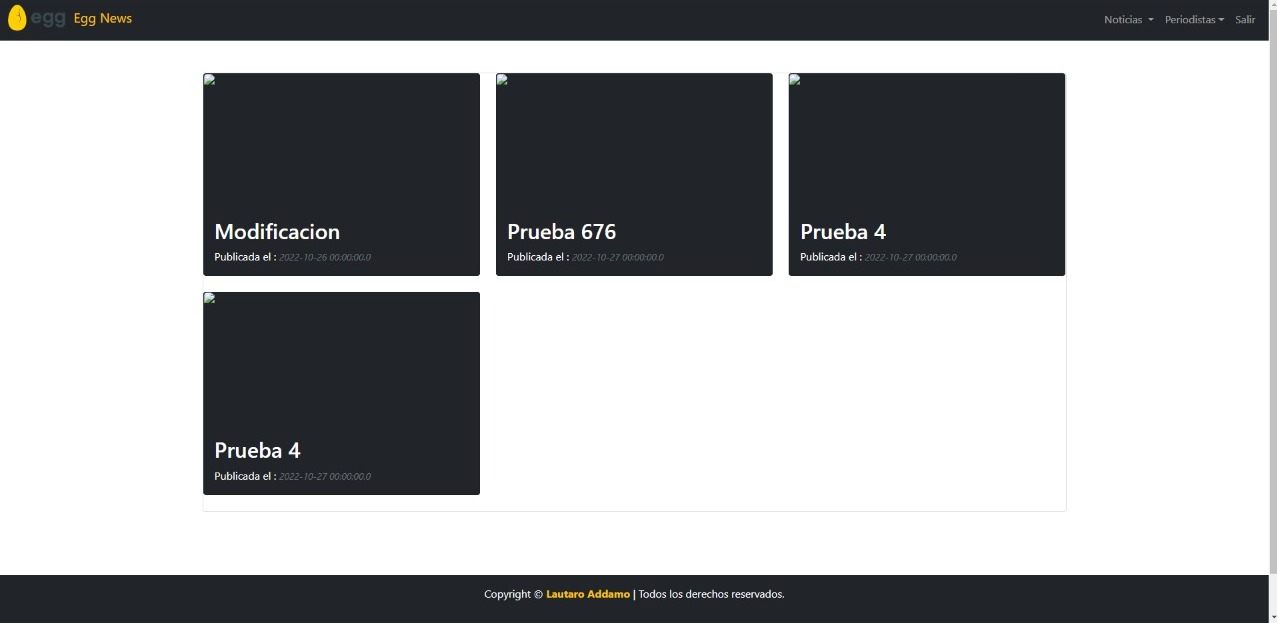 egg Egg News
Noticias Periodistas Salir
Modificacion
Publicada el : 2022-10-26 00:00:00.0
Prueba 676
Publicada el : 2022-10-27 00:00:00.0
Prueba 4
Publicada el : 2022-10-27 00:00:00.0
Prueba 4
Publicada el : 2022-10-27 00:00:00.0
Copyright © Lautaro Addamo | Todos los derechos reservados.